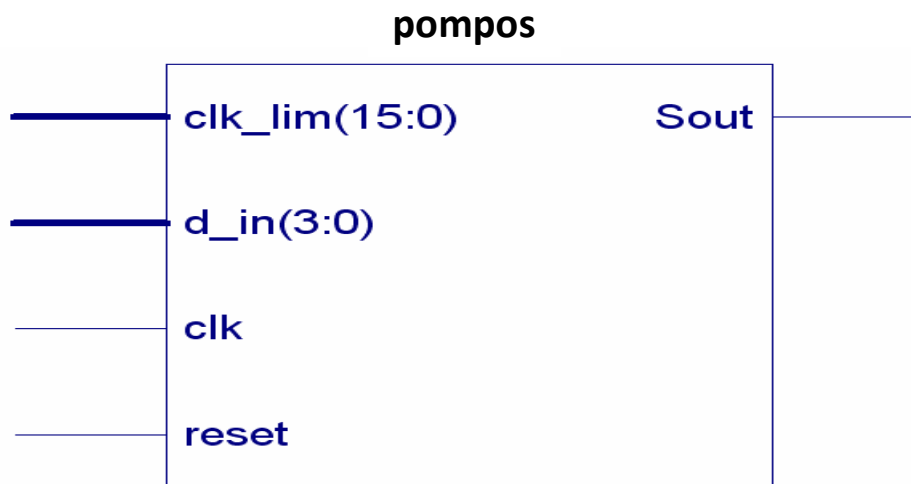 pompos
clk_lim(15:0) Sout
d_in(3:0)
clk
reset